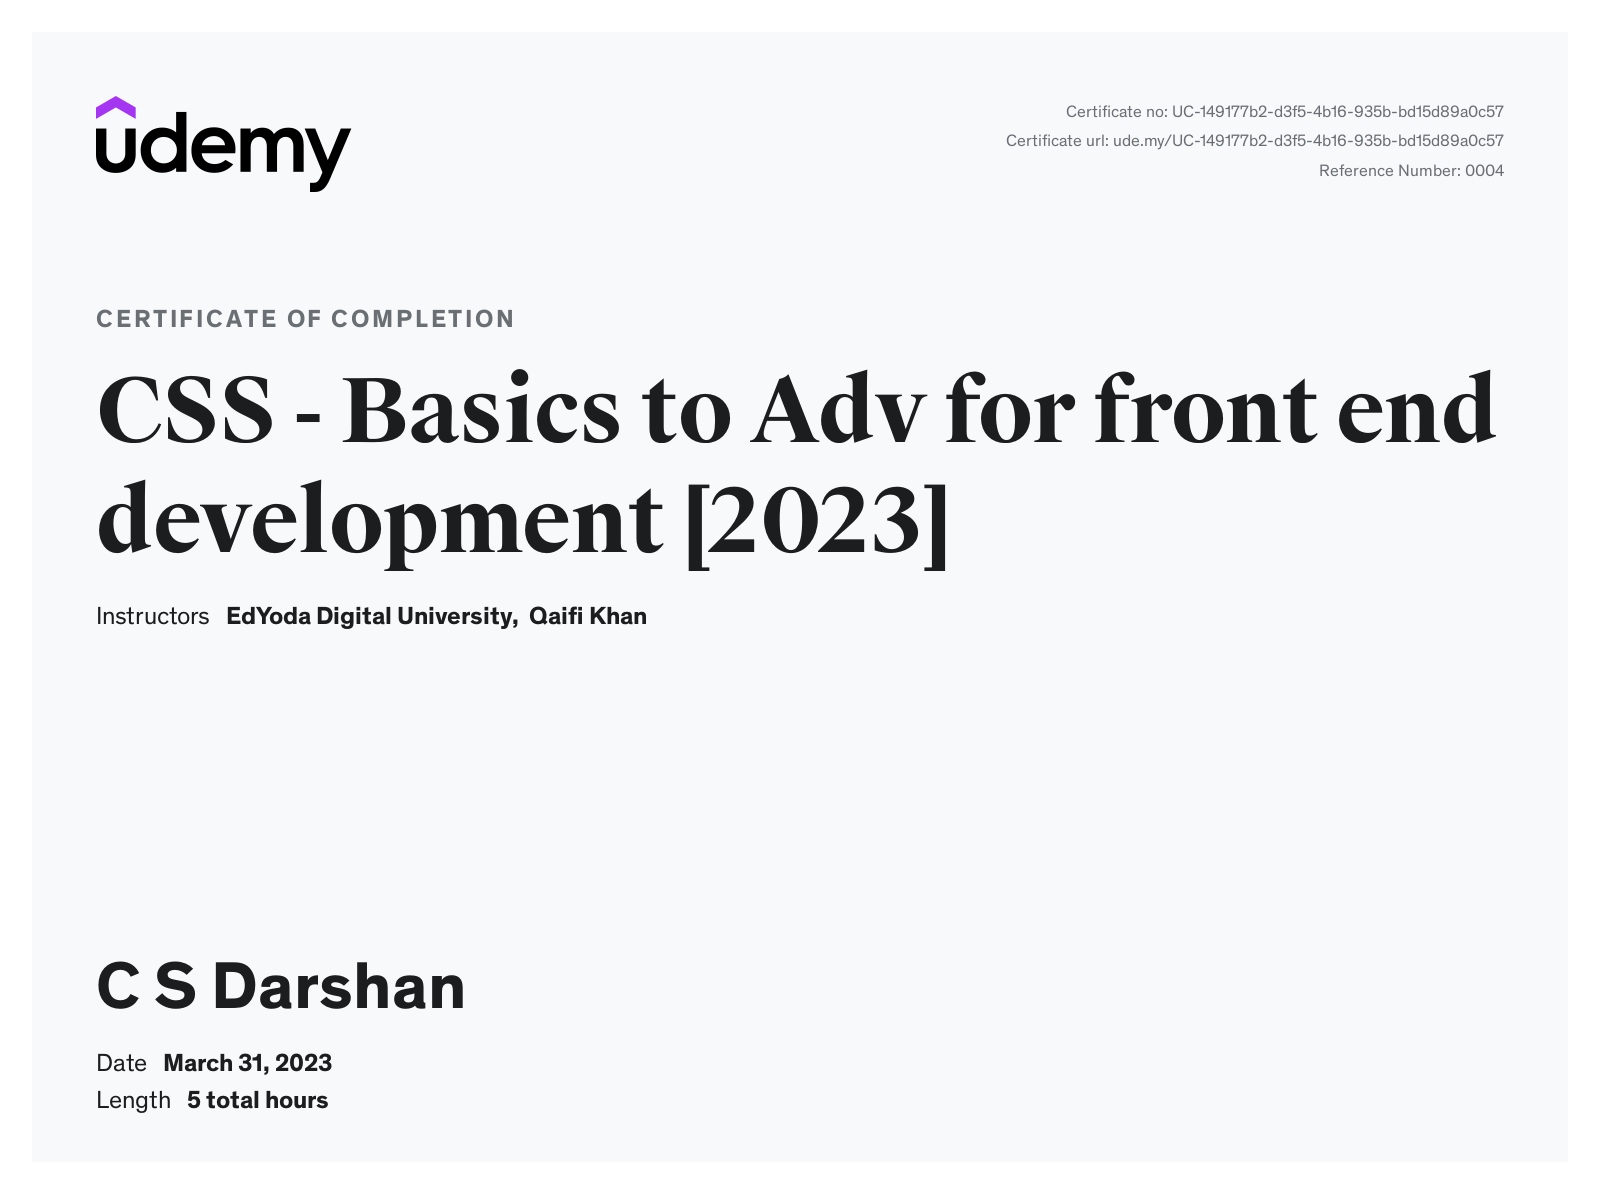 udemy
Certificate no: UC-149177b2-d3f5-4b16-935b-bd15d89a0c57
Certificate url: ude.my/UC-149177b2-d3f5-4b16-935b-bd15d89a0c57
Reference Number: 0004
CERTIFICATE OF COMPLETION
CSS - Basics to Adv for front end
development [2023]
Instructors EdYoda Digital University, Qaifi Khan
C S Darshan
Date March 31, 2023
Length 5 total hours